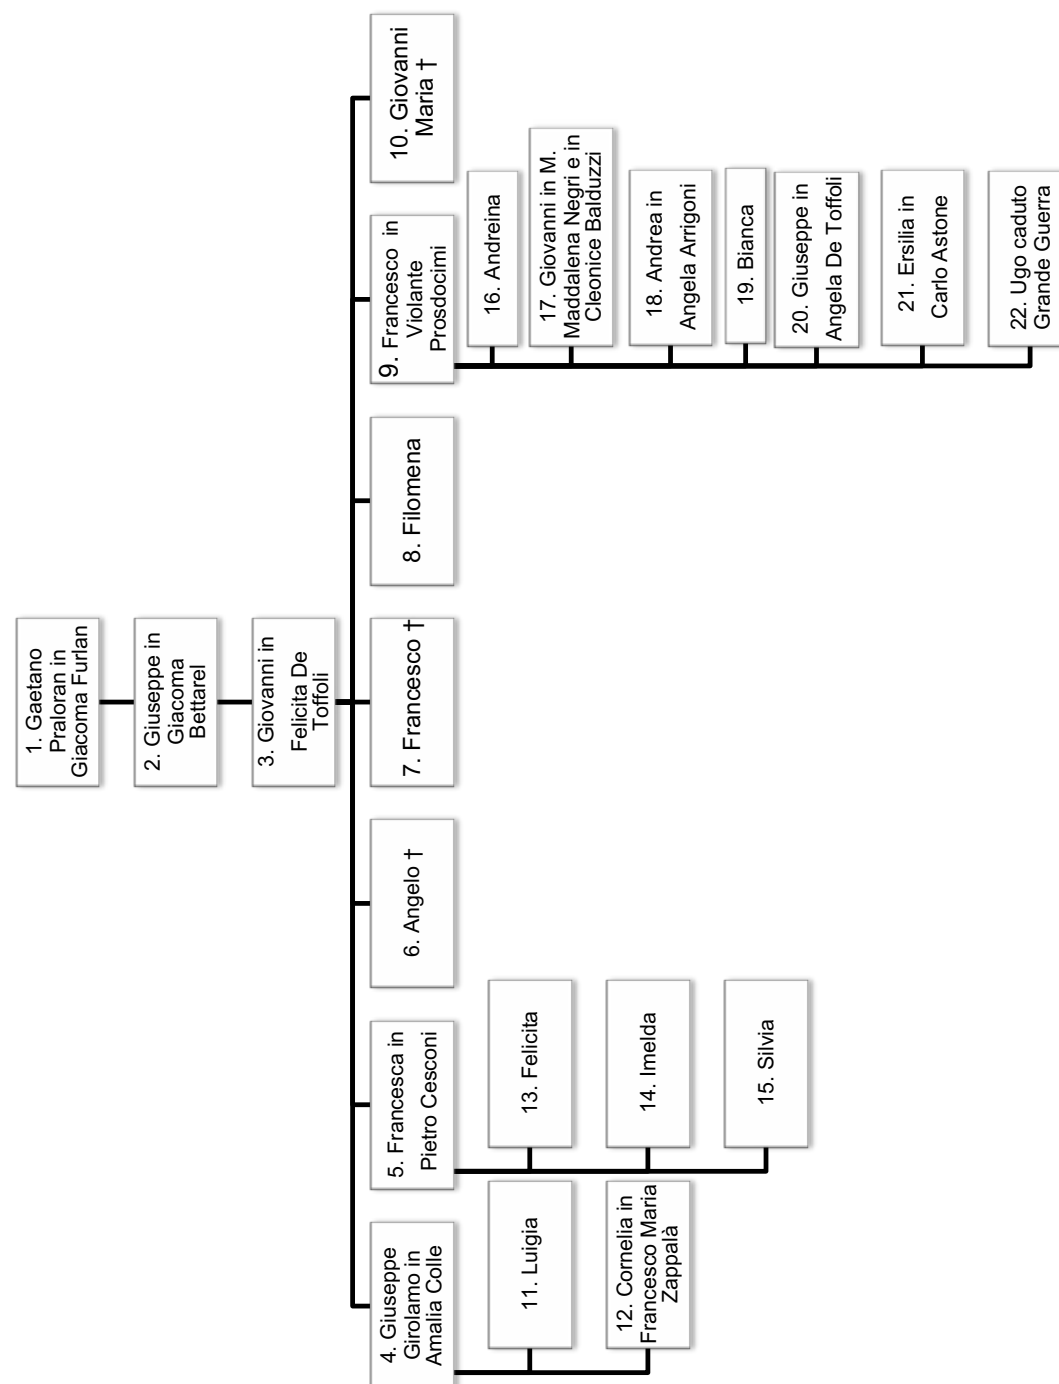 1. Gaetano
Praloran in
Giacoma Furlan
2. Giuseppe in
Giacoma
Bettarel
3. Giovanni in
Felicita De
Toffoli
4. Giuseppe
Girolamo in
Amalia Colle
5. Francesca in
Pietro Cesconi
6. Angelo †
7. Francesco †
8. Filomena
9. Francesco in
Violante
Prosdocimi
10. Giovanni
Maria †
11. Luigia
12. Cornelia in
Francesco Maria
Zappalà
13. Felicita
14. Imelda
15. Silvia
16. Andreina
17. Giovanni in M.
Maddalena Negri e in
Cleonice Balduzzi
18. Andrea in
Angela Arrigoni
19. Bianca
20. Giuseppe in
Angela De Toffoli
21. Ersilia in
Carlo Astone
22. Ugo caduto
Grande Guerra